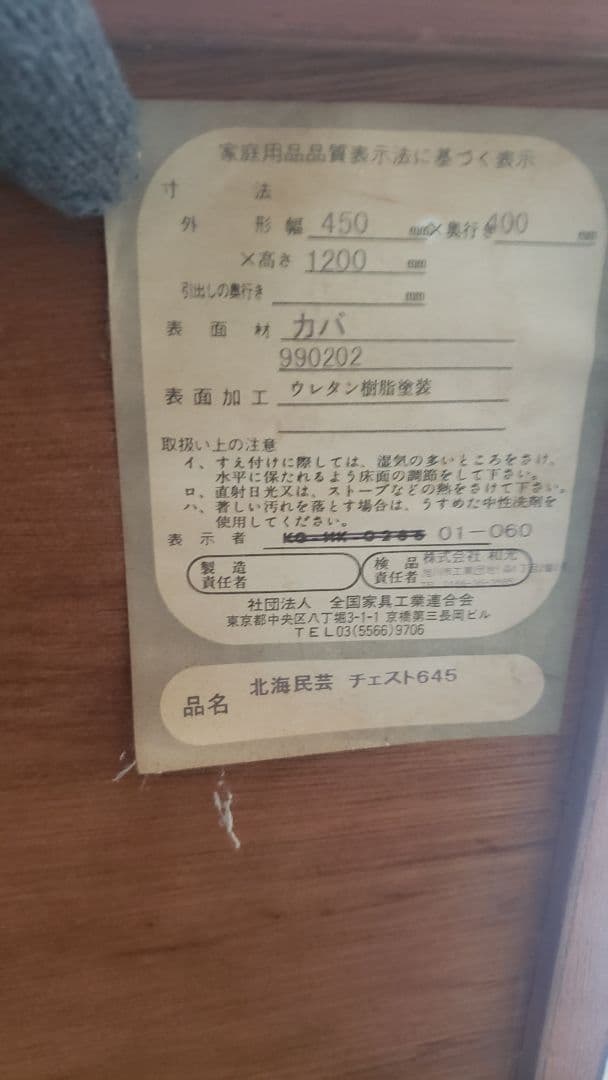 家庭用品品質表示法に基づく表示
寸法
外形 幅 450 mm×奥行き400 mm
×高さ 1200 mm
引出しの奥行き mm
表面材 カバ
990202
表面加工 ウレタン樹脂塗装
取扱い上の注意
イ、すえ付けに際しては、湿気の多いところをさけ、
水平に保たれるよう床面の調節をして下さい。
ロ、直射日光又は、ストーブなどの熱をさけて下さい。
ハ、著しい汚れを落とす場合は、うすめた中性洗剤を
使用してください。
表示者 01-060
製造責任者
検品責任者 株式会社 和光
社団法人 全国家具工業連合会
東京都中央区八丁堀3-1-1 京橋第三長岡ビル
TEL03(5566)9706
品名 北海民芸 チェスト645